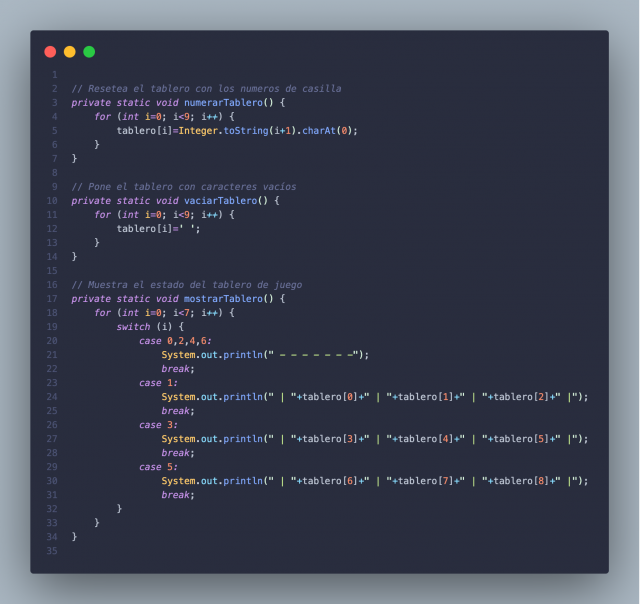 1
2 // Resetea el tablero con los numeros de casilla
3 private static void numerarTablero() {
4     for (int i=0; i<9; i++) {
5         tablero[i]=Integer.toString(i+1).charAt(0);
6     }
7 }
8
9 // Pone el tablero con caracteres vacios
10 private static void vaciarTablero() {
11     for (int i=0; i<9; i++) {
12         tablero[i]=' ';
13     }
14 }
15
16 // Muestra el estado del tablero de juego
17 private static void mostrarTablero() {
18     for (int i=0; i<7; i++) {
19         switch (i) {
20             case 0,2,4,6:
21                 System.out.println(" - - - - - - -");
22                 break;
23             case 1:
24                 System.out.println(" | "+tablero[0]+" | "+tablero[1]+" | "+tablero[2]+" |");
25                 break;
26             case 3:
27                 System.out.println(" | "+tablero[3]+" | "+tablero[4]+" | "+tablero[5]+" |");
28                 break;
29             case 5:
30                 System.out.println(" | "+tablero[6]+" | "+tablero[7]+" | "+tablero[8]+" |");
31                 break;
32         }
33     }
34 }
35